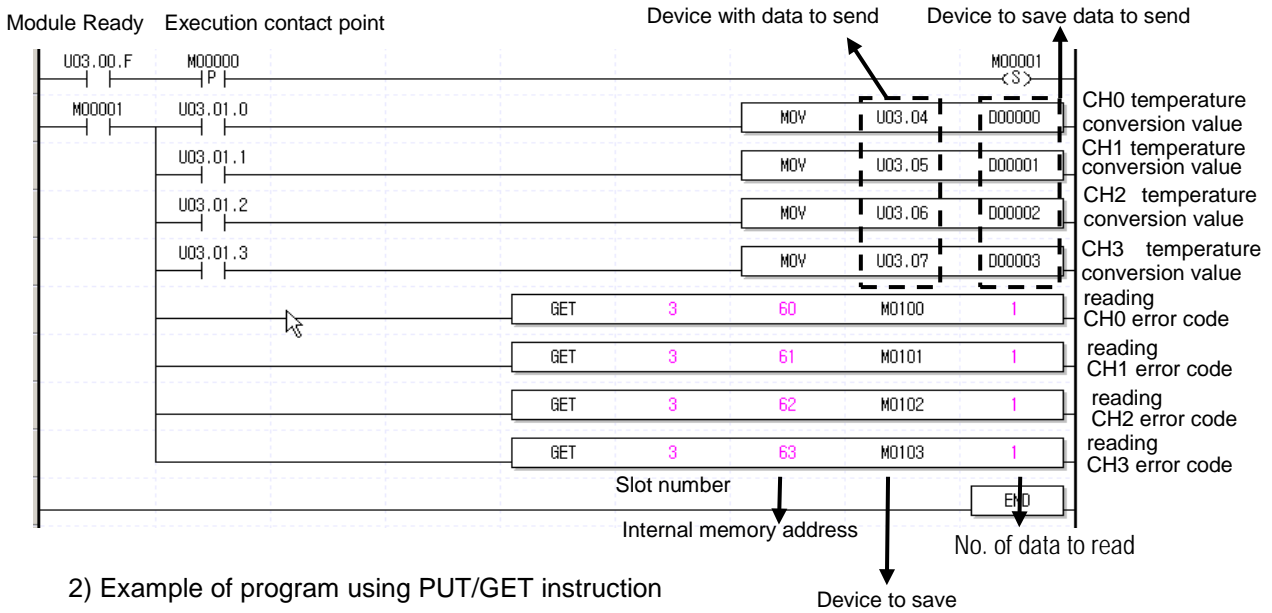 Module Ready Execution contact point
Device with data to send Device to save data to send
U03.00.F M00000 M00001
P (S)
M00001 U03.01.0 MOV U03.04 D00000
CH0 temperature
conversion value
U03.01.1 MOV U03.05 D00001
CH1 temperature
conversion value
U03.01.2 MOV U03.06 D00002
CH2 temperature
conversion value
U03.01.3 MOV U03.07 D00003
CH3 temperature
conversion value
GET 3 60 M0100 1
reading
CH0 error code
GET 3 61 M0101 1
reading
CH1 error code
GET 3 62 M0102 1
reading
CH2 error code
GET 3 63 M0103 1
reading
CH3 error code
Slot number
END
Internal memory address
No. of data to read
2) Example of program using PUT/GET instruction
Device to save